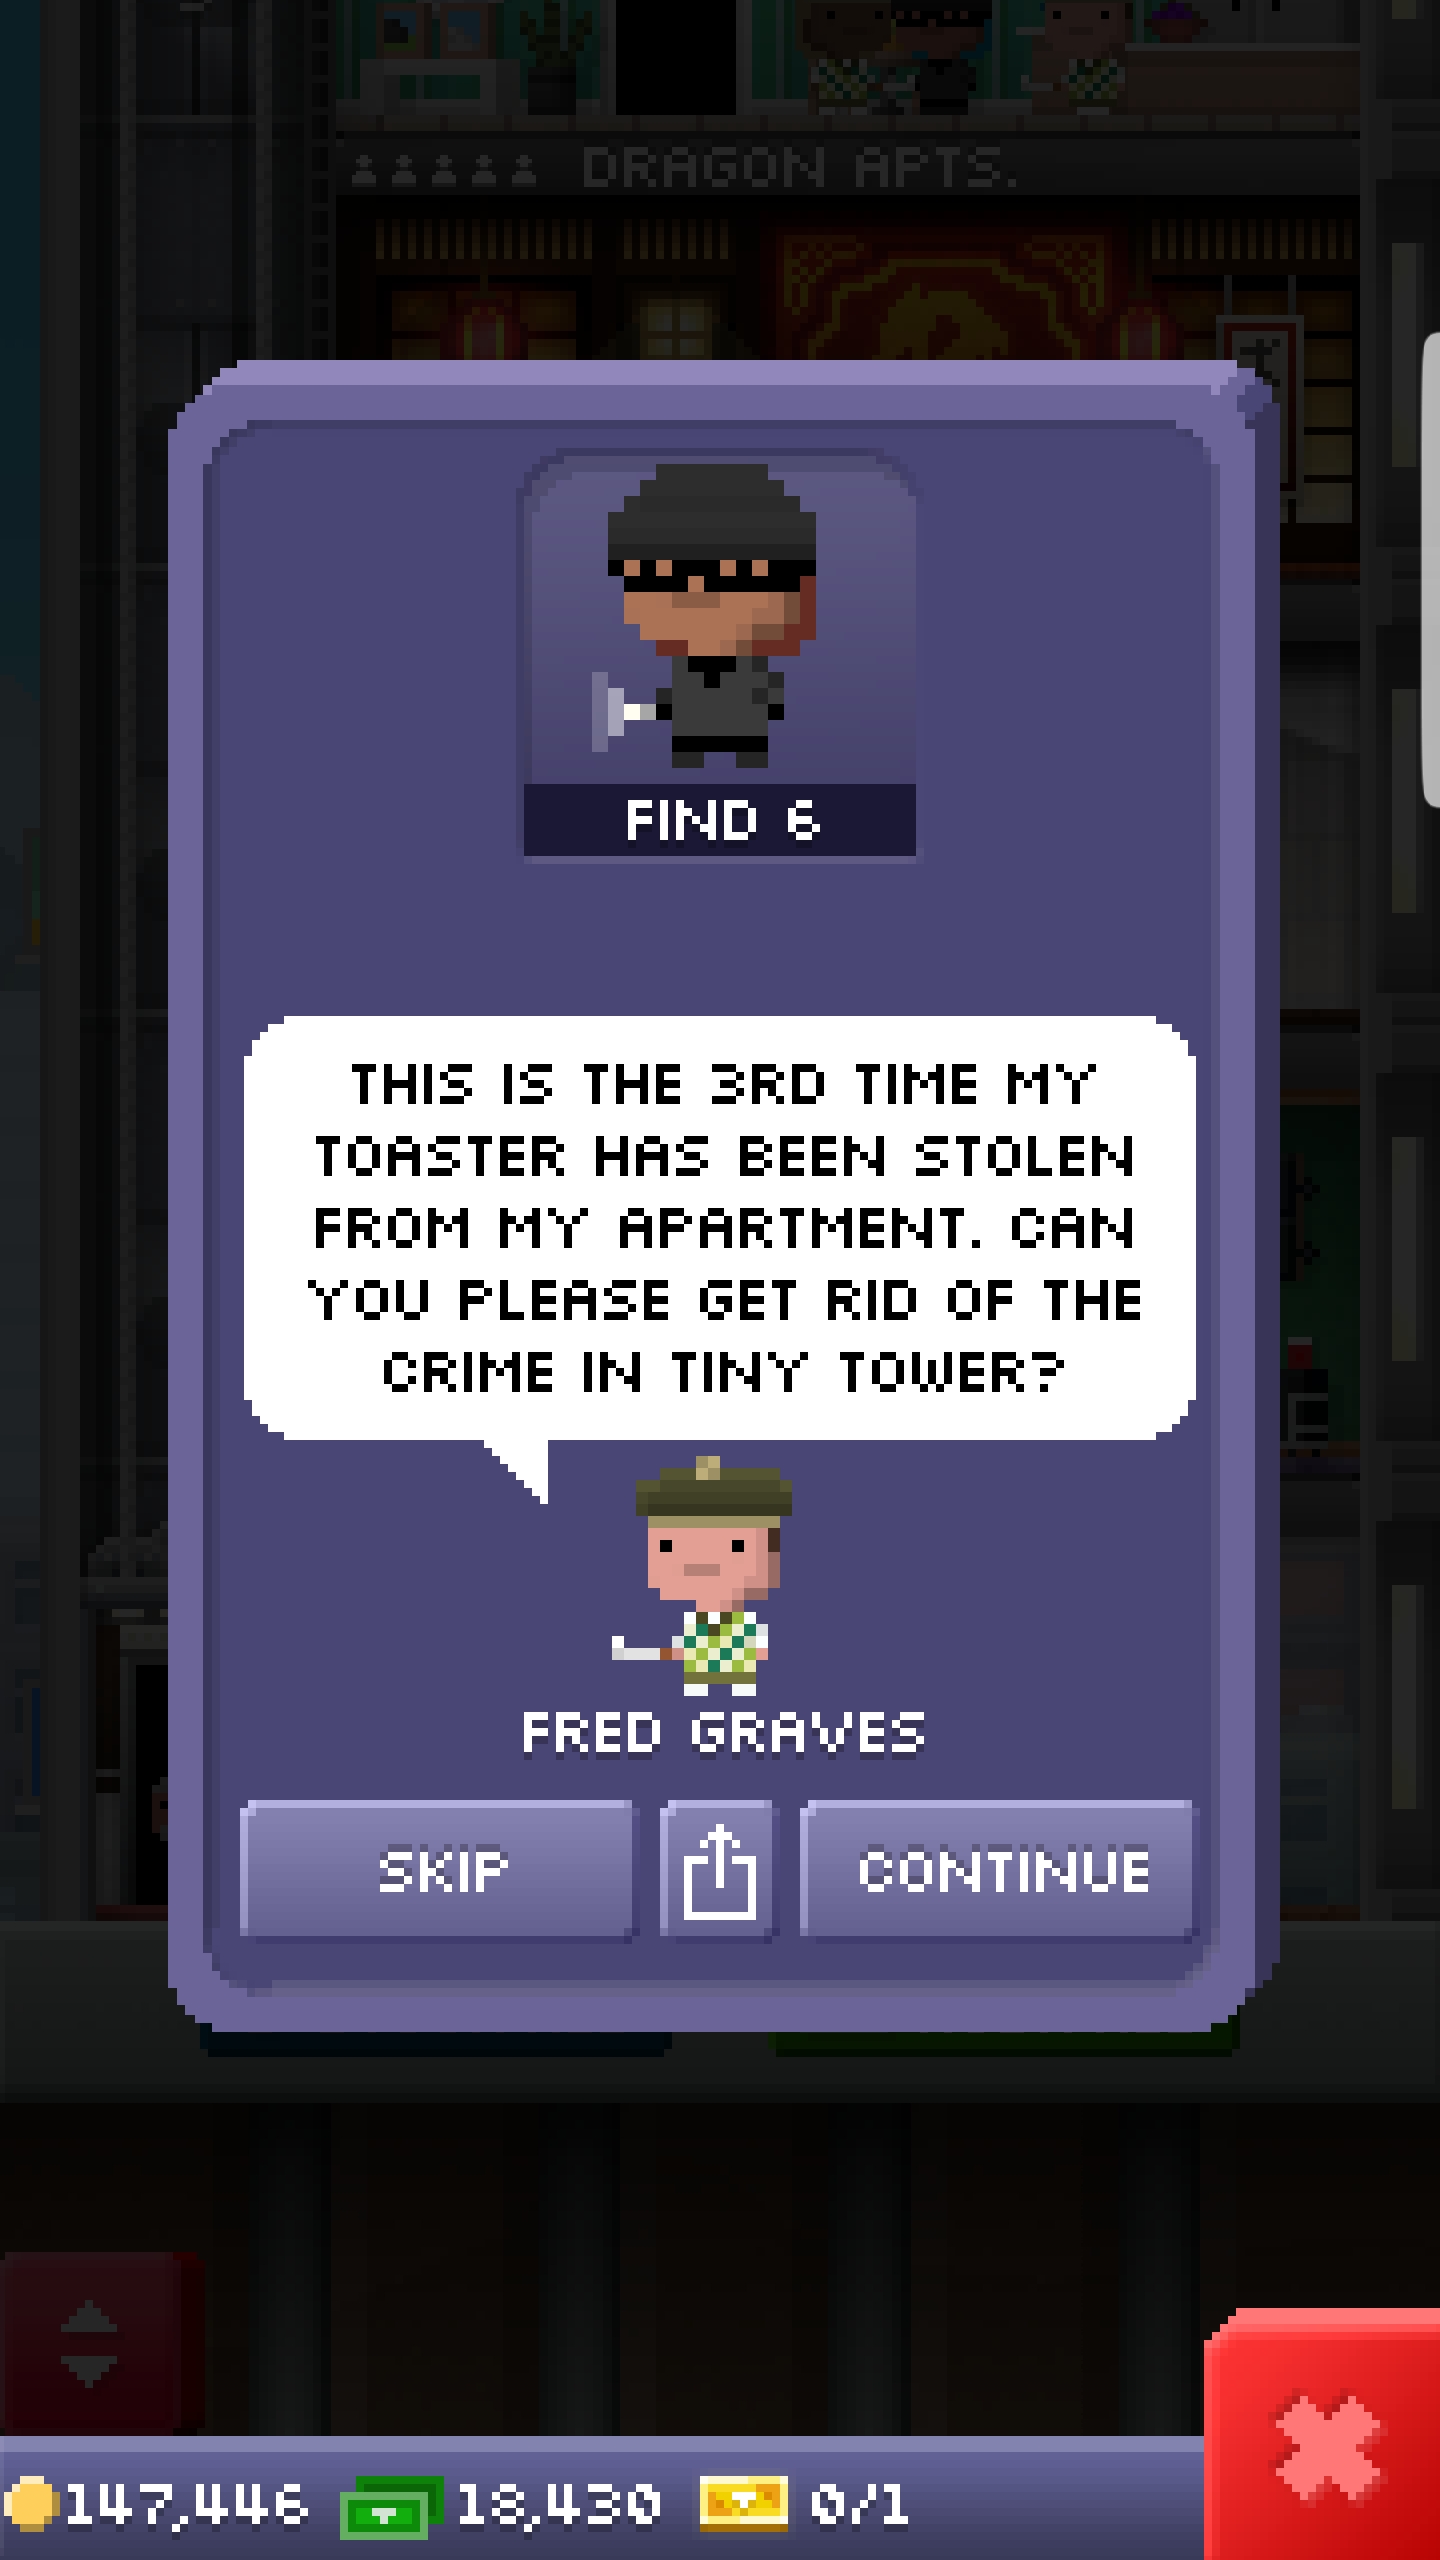 DRAGON APTS.
FIND 6
THIS IS THE 3RD TIME MY
TOASTER HAS BEEN STOLEN
FROM MY APARTMENT. CAN
YOU PLEASE GET RID OF THE
CRIME IN TINY TOWER?
FRED GRAVES
SKIP
CONTINUE
147,446 18,430 0/1